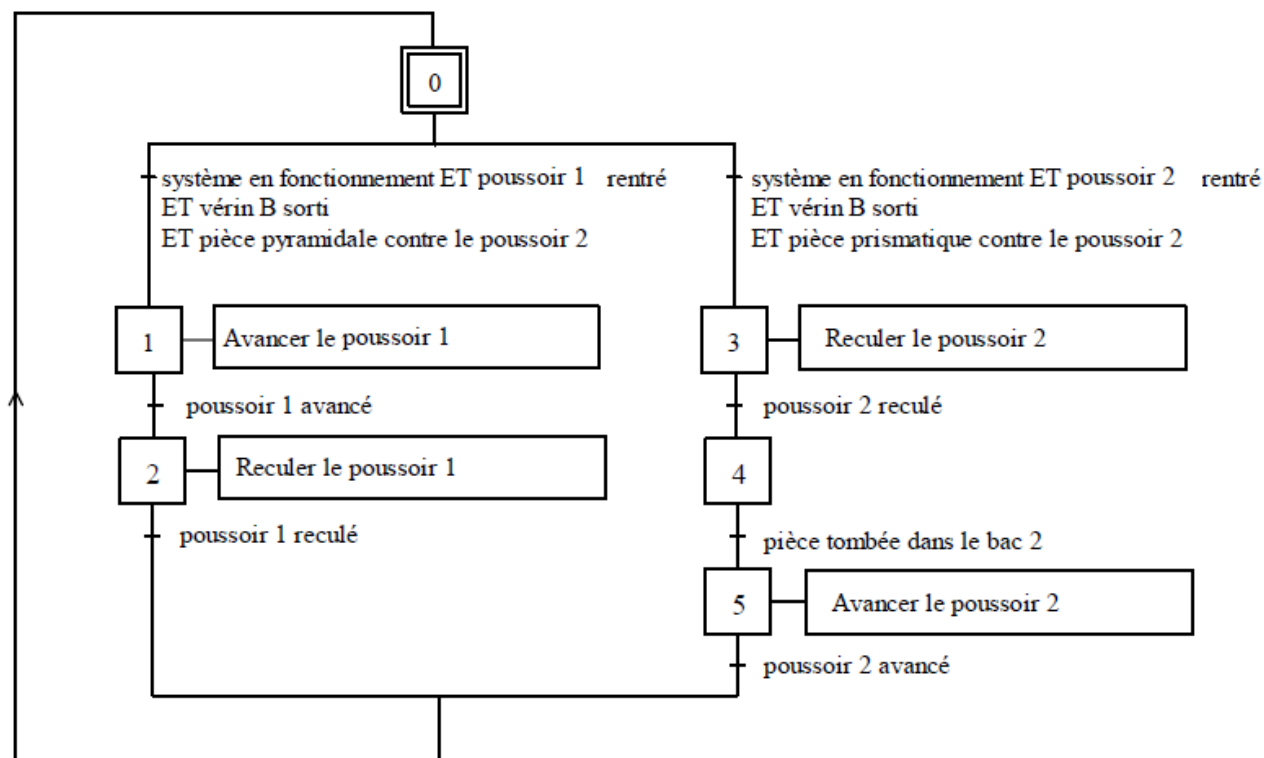 0
système en fonctionnement ET poussoir 1 rentré
ET vérin B sorti
ET pièce pyramidale contre le poussoir 2
système en fonctionnement ET poussoir 2 rentré
ET vérin B sorti
ET pièce prismatique contre le poussoir 2
1
Avancer le poussoir 1
poussoir 1 avancé
2
Reculer le poussoir 1
poussoir 1 reculé
3
Reculer le poussoir 2
poussoir 2 reculé
4
pièce tombée dans le bac 2
5
Avancer le poussoir 2
poussoir 2 avancé